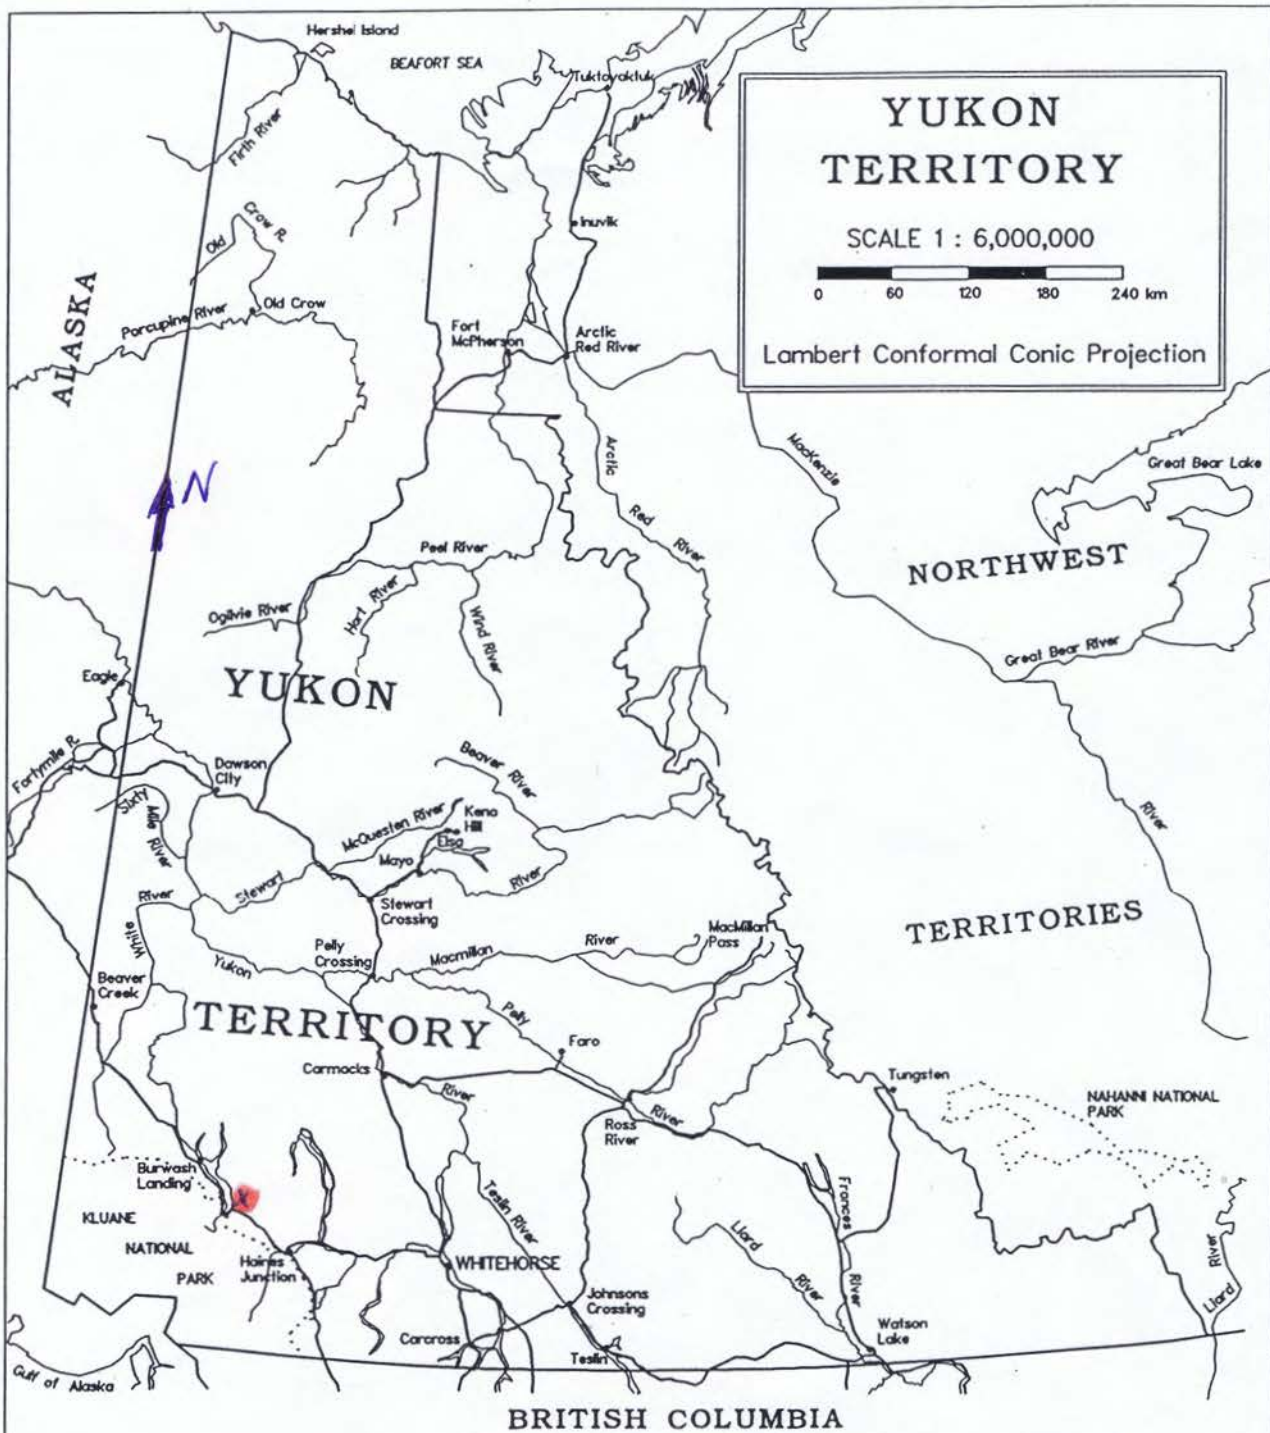 Hershel Island
BEAFORT SEA
Tuktoyaktuk
YUKON
TERRITORY
SCALE 1 : 6,000,000
0 60 120 180 240 km
Lambert Conformal Conic Projection
Firth River
Old Crow R.
Inuvik
ALASKA
Porcupine River
Old Crow
Fort
McPherson
Arctic
Red River
N
Arctic Red River
MacKenzie
Great Bear Lake
Peel River
NORTHWEST
Ogilvie River
Hart River
Wind River
Great Bear River
Eagle
YUKON
Fortymile R.
Dawson
City
Beaver River
Sixty
Mile River
McQuesten River
Keno
Hill
Elsa
Mayo
River
River
Stewart
River
Stewart
Crossing
White
TERRITORIES
Pelly
Crossing
Macmillan River
MacMillan
Pass
Yukon
Beaver
Creek
TERRITORY
Pelly
Faro
Carmacks
River
Tungsten
NAHANNI NATIONAL
PARK
River
Ross
River
Burwash
Landing
x
Teslin River
Frances
River
KLUANE
NATIONAL
PARK
Haines
Junction
WHITEHORSE
Liard
River
Liard
River
Johnsons
Crossing
Carcross
Teslin
Watson
Lake
Gulf of Alaska
BRITISH COLUMBIA